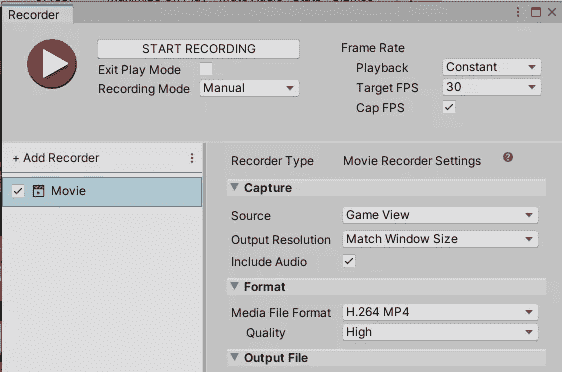 Recorder
START RECORDING
Exit Play Mode
Recording Mode Manual
Frame Rate
Playback Constant
Target FPS 30
Cap FPS
+ Add Recorder
Movie
Recorder Type Movie Recorder Settings
Capture
Source Game View
Output Resolution Match Window Size
Include Audio
Format
Media File Format H.264 MP4
Quality High
Output File